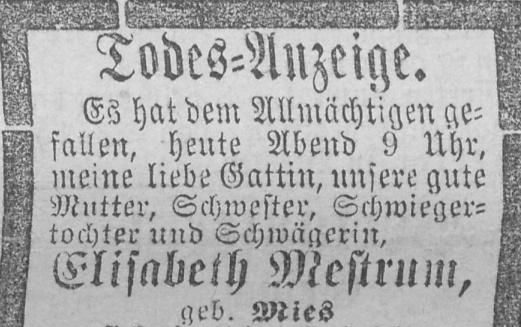 Todes-Anzeige.
Es hat dem Allmächtigen ge-
fallen, heute Abend 9 Uhr,
meine liebe Gattin, unsere gute
Mutter, Schwester, Schwieger-
tochter und Schwägerin,
Elisabeth Mestrum,
geb. Mies